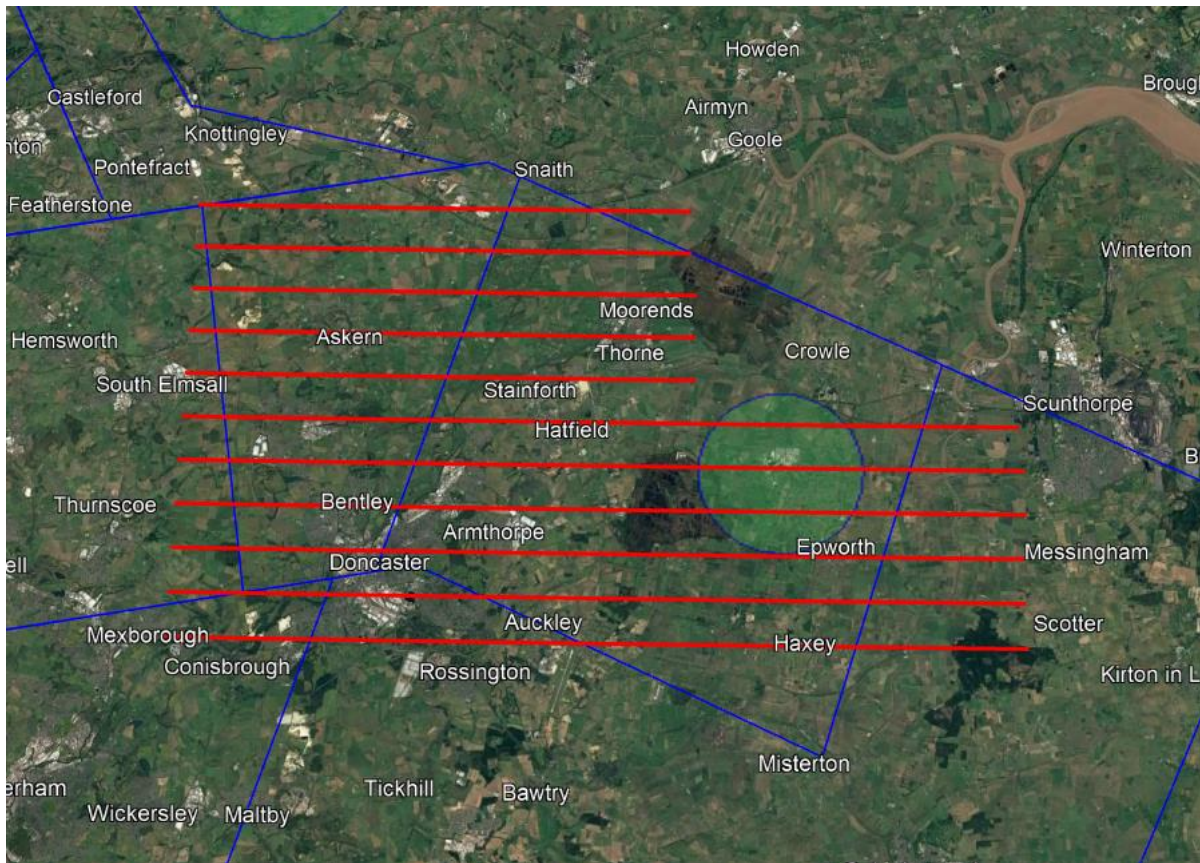 Howden
Castleford
Brough
Airmyn
Knottingley
Goole
nton
Pontefract
Snaith
Featherstone
Winterton
Moorends
Hemsworth
Askern
Thorne
Crowle
South Elmsall
Stainforth
Scunthorpe
Hatfield
B
Thurnscoe
Bentley
Armthorpe
Epworth
Messingham
ell
Doncaster
Mexborough
Auckley
Scotter
Haxey
Conisbrough
Rossington
Kirton in L
Misterton
erham
Tickhill
Bawtry
Wickersley
Maltby